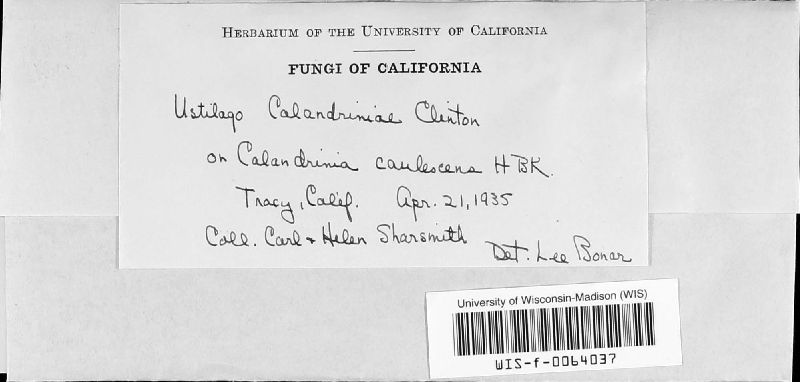 HERBARIUM OF THE UNIVERSITY OF CALIFORNIA
FUNGI OF CALIFORNIA
Ustilago Calandriniae Clinton
on Calandrinia caulescens HBK.
Tracy, Calif. Apr. 21, 1935
Coll. Carl + Helen Sharsmith
Det. Lee Bonar
University of Wisconsin-Madison (WIS)
WIS-f-0064037